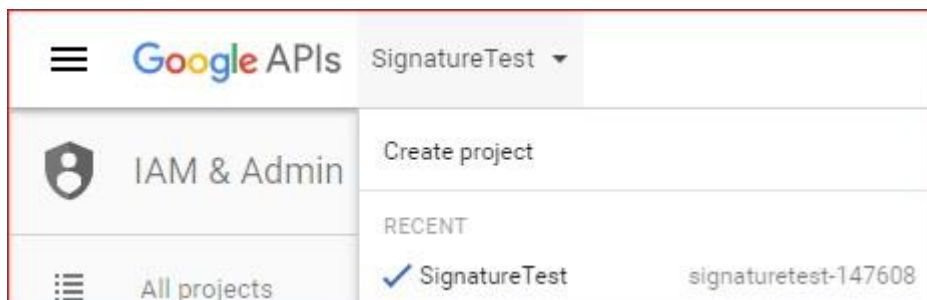 Google APIs SignatureTest
IAM & Admin
Create project
RECENT
SignatureTest signaturetest-147608
All projects